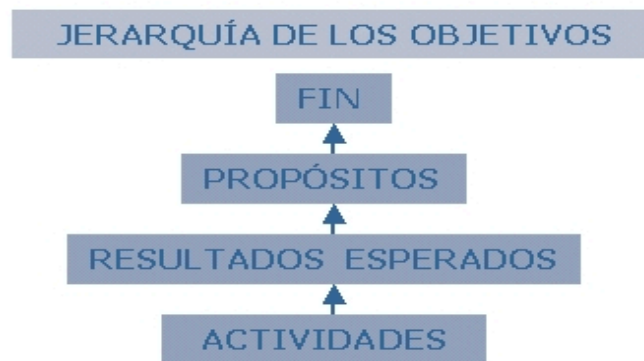 JERARQUÍA DE LOS OBJETIVOS
FIN
PROPÓSITOS
RESULTADOS ESPERADOS
ACTIVIDADES